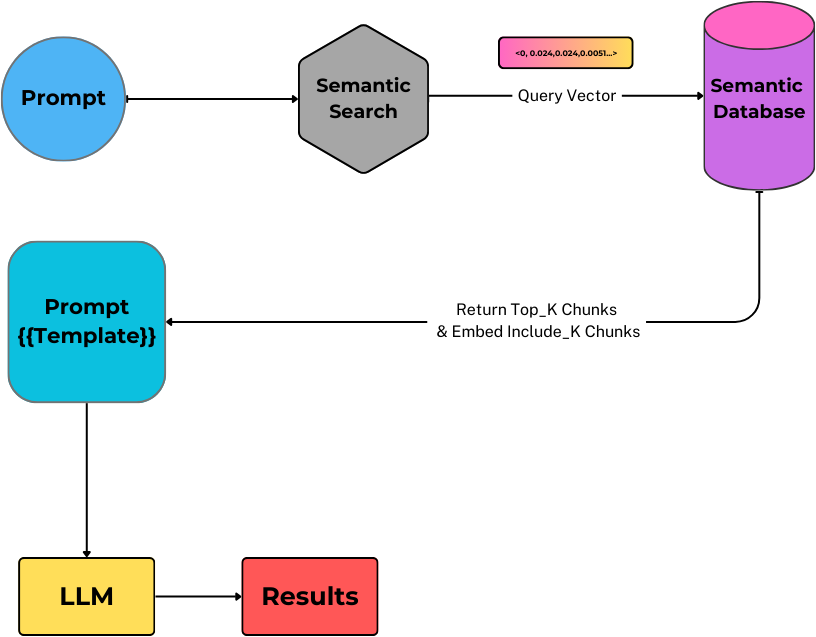 Prompt
Semantic
Search
<0, 0.024,0.024,0.0051...>
Query Vector
Semantic
Database
Prompt
{{Template}}
Return Top_K Chunks
& Embed Include_K Chunks
LLM
Results